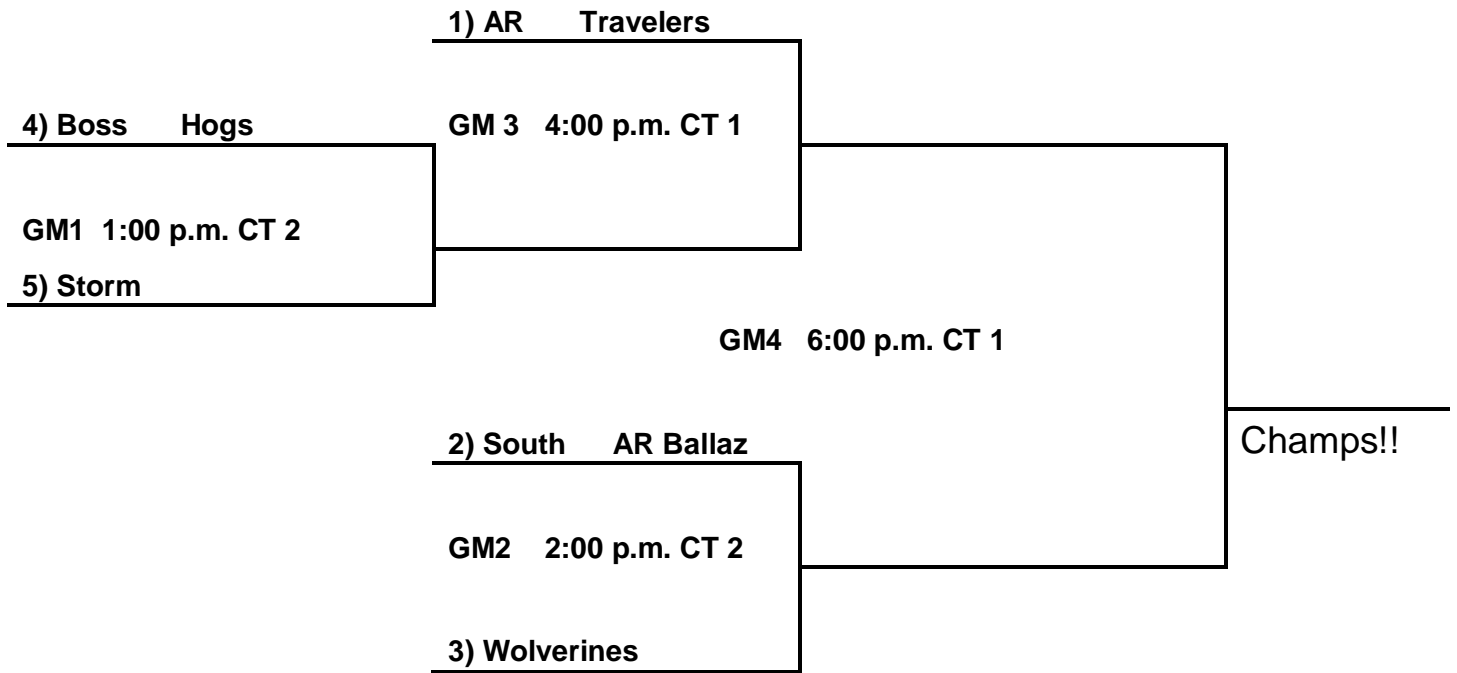 1) AR Travelers
4) Boss Hogs
GM 3 4:00 p.m. CT 1
GM1 1:00 p.m. CT 2
5) Storm
GM4 6:00 p.m. CT 1
2) South AR Ballaz
Champs!!
GM2 2:00 p.m. CT 2
3) Wolverines